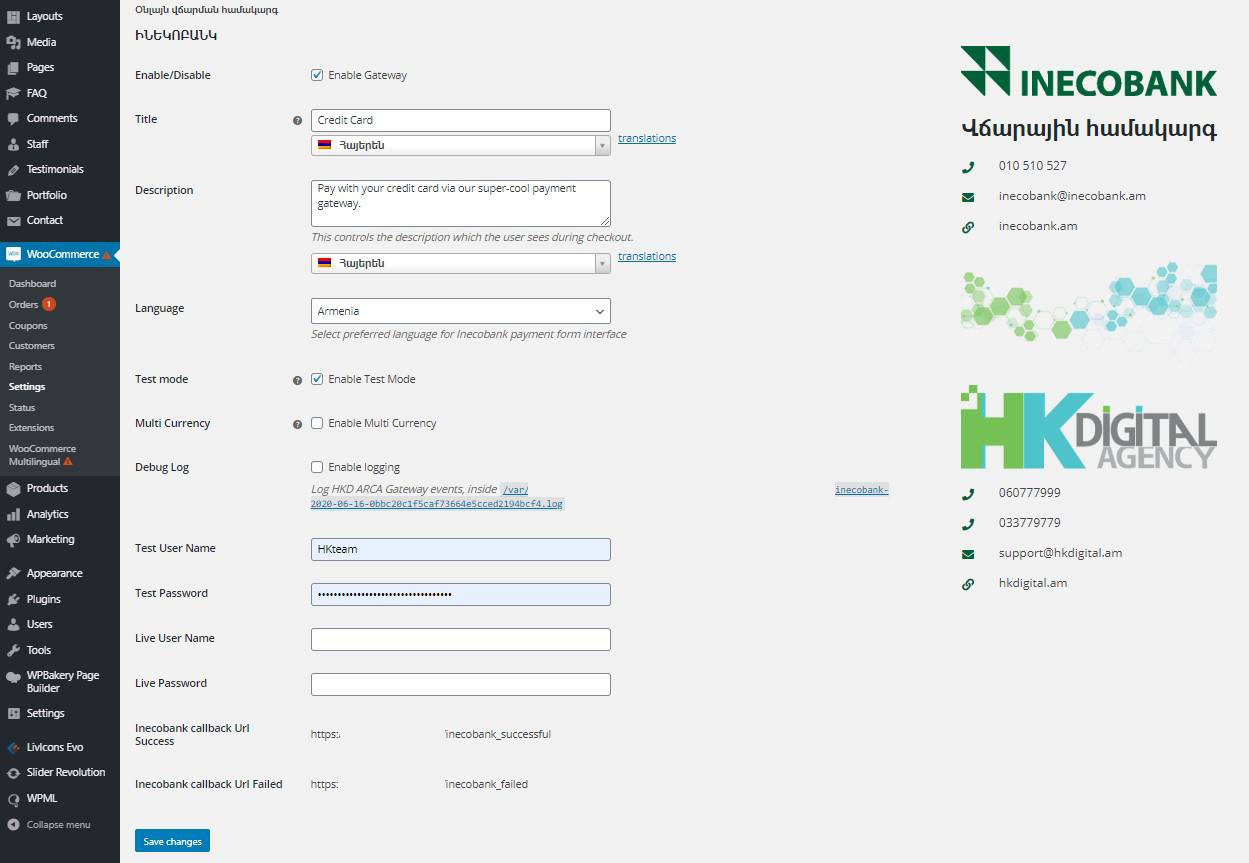 Layouts
Media
Pages
FAQ
Comments
Staff
Testimonials
Portfolio
Contact
WooCommerce
Dashboard
Orders 1
Coupons
Customers
Reports
Settings
Status
Extensions
WooCommerce
Multilingual
Products
Analytics
Marketing
Appearance
Plugins
Users
Tools
WPBakery Page
Builder
Settings
LivIcons Evo
Slider Revolution
WPML
Collapse menu
Օնլայն վճարման համակարգ
ԻՆԵԿՈԲԱՆԿ
Enable/Disable
Enable Gateway
Title
Credit Card
Հայերեն
translations
Description
Pay with your credit card via our super-cool payment
gateway.
This controls the description which the user sees during checkout.
Հայերեն
translations
Language
Armenia
Select preferred language for Inecobank payment form interface
Test mode
Enable Test Mode
Multi Currency
Enable Multi Currency
Debug Log
Enable logging
Log HKD ARCA Gateway events, inside /var/ inecobank-
2020-06-16-0bbc20c1f5caf73664e5cced2194bcf4.log
Test User Name
HKteam
Test Password
Live User Name
Live Password
Inecobank callback Url
Success
https: inecobank_successful
Inecobank callback Url Failed
https: inecobank_failed
Save changes
INECOBANK
Վճարային համակարգ
010 510 527
inecobank@inecobank.am
inecobank.am
HK DIGITAL
AGENCY
060777999
033779779
support@hkdigital.am
hkdigital.am